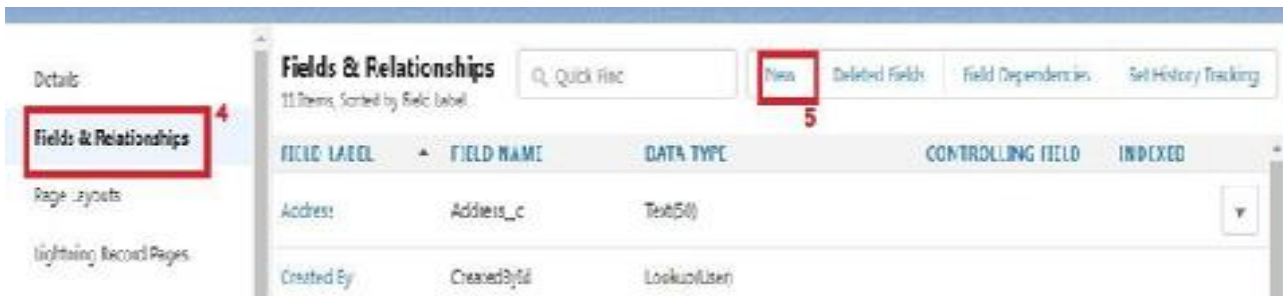 Details
Fields & Relationships
4
Page Layouts
Lightning Record Pages
Fields & Relationships
11 Items, Sorted by Field Label
Quick Find
New
Deleted Fields
Field Dependencies
Set History Tracking
5
FIELD LABEL FIELD NAME DATA TYPE CONTROLLING FIELD INDEXED
Address Address_c Text(50)
Created By CreatedById Lookup(User)